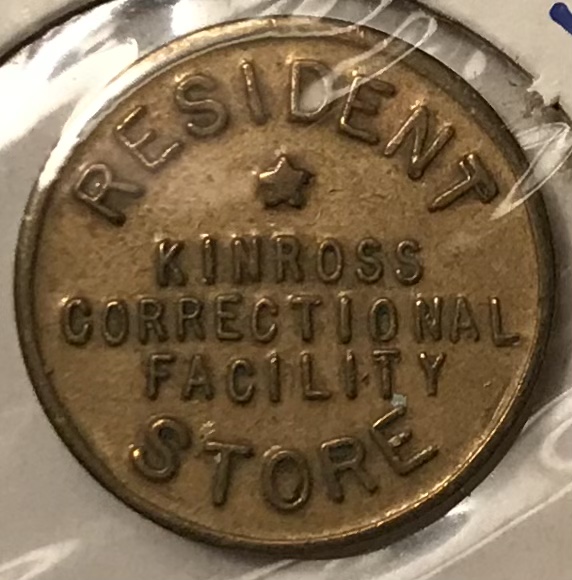 RESIDENT
KINROSS
CORRECTIONAL
FACILITY
STORE